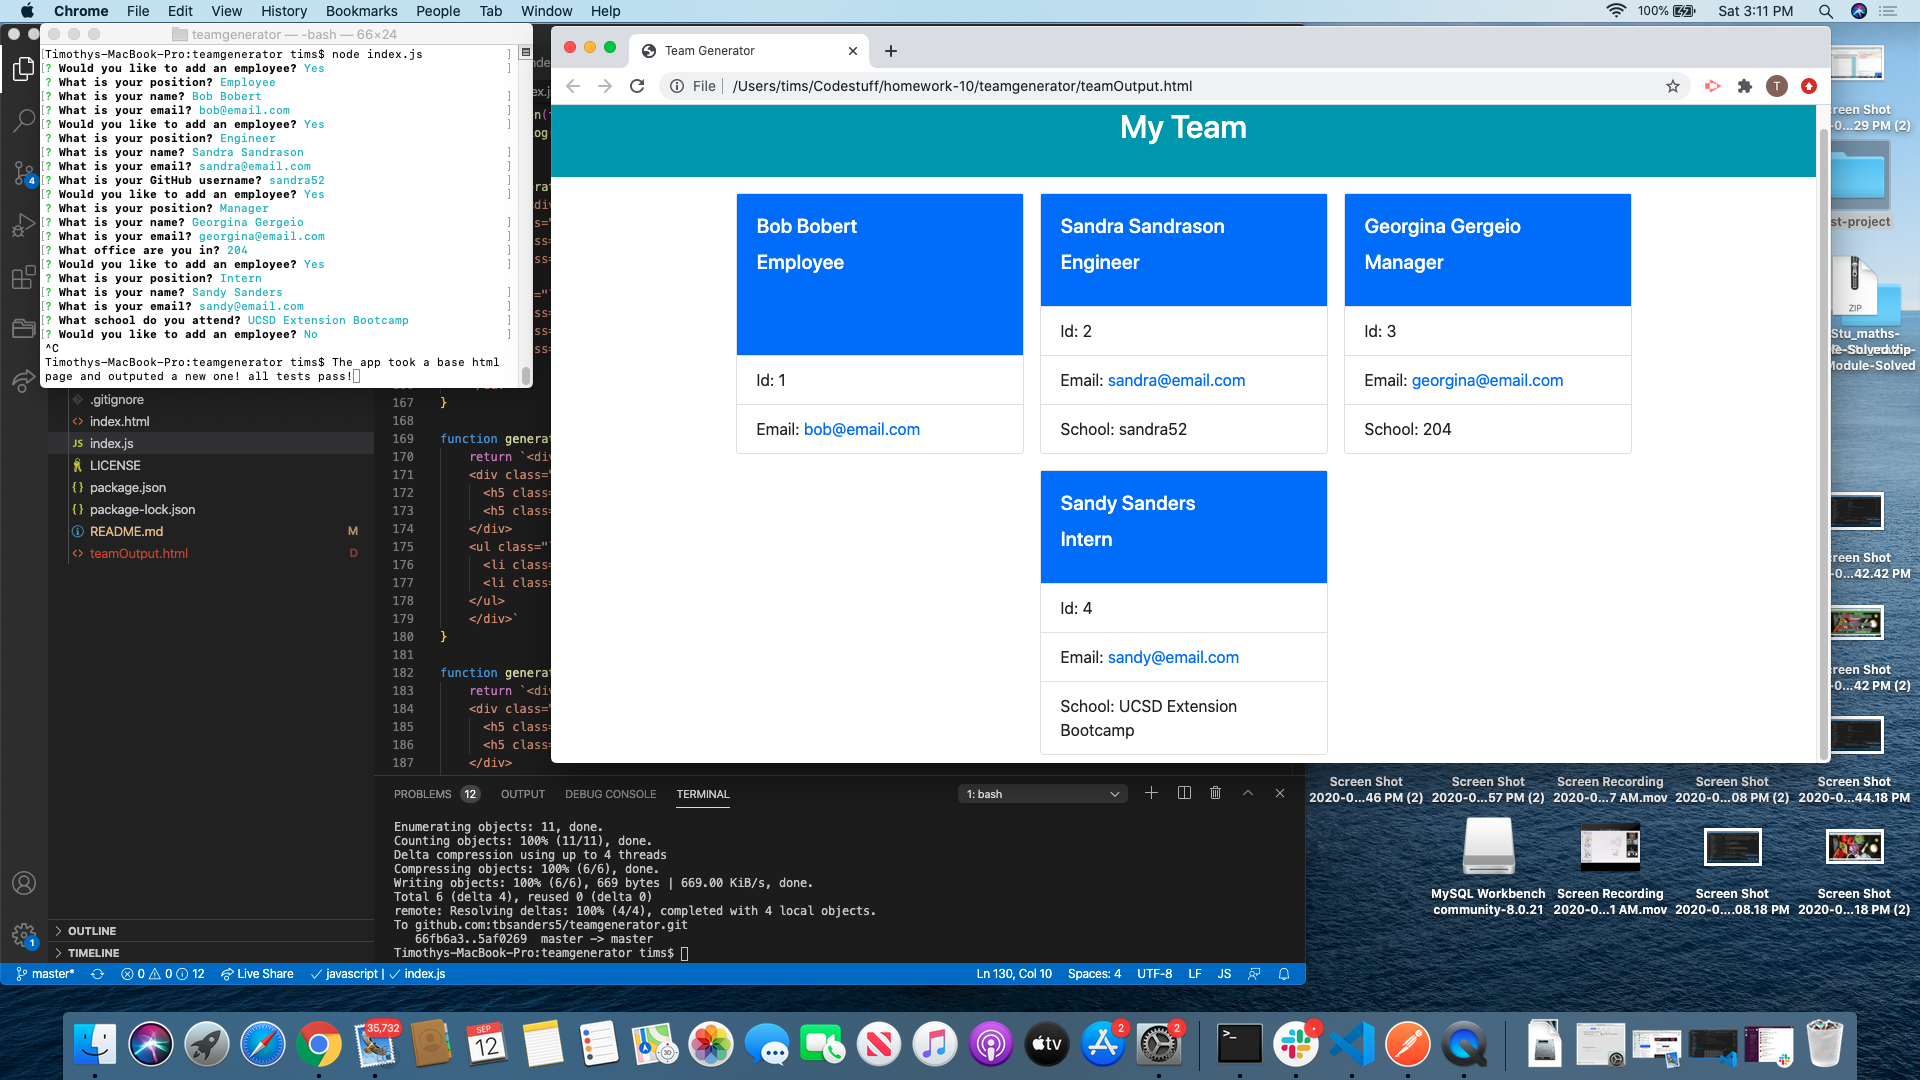 Chrome File Edit View History Bookmarks People Tab Window Help
100% Sat 3:11 PM
teamgenerator — -bash — 66×24
[Timothys-MacBook-Pro:teamgenerator tims$ node index.js ]
[? Would you like to add an employee? Yes ]
? What is your position? Employee
[? What is your name? Bob Bobert ]
[? What is your email? bob@email.com ]
[? Would you like to add an employee? Yes ]
? What is your position? Engineer
[? What is your name? Sandra Sandrason ]
[? What is your email? sandra@email.com ]
[? What is your GitHub username? sandra52 ]
[? Would you like to add an employee? Yes ]
? What is your position? Manager
[? What is your name? Georgina Gergeio ]
[? What is your email? georgina@email.com ]
[? What office are you in? 204 ]
[? Would you like to add an employee? Yes ]
? What is your position? Intern
[? What is your name? Sandy Sanders ]
[? What is your email? sandy@email.com ]
[? What school do you attend? UCSD Extension Bootcamp ]
[? Would you like to add an employee? No ]
^C
Timothys-MacBook-Pro:teamgenerator tims$ The app took a base html
page and outputed a new one! all tests pass!
Team Generator
File | /Users/tims/Codestuff/homework-10/teamgenerator/teamOutput.html
T
My Team
Bob Bobert
Employee
Id: 1
Email: bob@email.com
Sandra Sandrason
Engineer
Id: 2
Email: sandra@email.com
School: sandra52
Georgina Gergeio
Manager
Id: 3
Email: georgina@email.com
School: 204
Sandy Sanders
Intern
Id: 4
Email: sandy@email.com
School: UCSD Extension
Bootcamp
4
.gitignore
index.html
JS index.js
LICENSE
package.json
package-lock.json
README.md M
teamOutput.html D
OUTLINE
TIMELINE
1
167 }
168
169 function generat
170 return `<div
171 <div class="
172 <h5 class=
173 <h5 class=
174 </div>
175 <ul class="
176 <li class=
177 <li class=
178 </ul>
179 </div>`
180 }
181
182 function generat
183 return `<div
184 <div class="
185 <h5 class=
186 <h5 class=
187 </div>
PROBLEMS 12 OUTPUT DEBUG CONSOLE TERMINAL 1: bash
Enumerating objects: 11, done.
Counting objects: 100% (11/11), done.
Delta compression using up to 4 threads
Compressing objects: 100% (6/6), done.
Writing objects: 100% (6/6), 669 bytes | 669.00 KiB/s, done.
Total 6 (delta 4), reused 0 (delta 0)
remote: Resolving deltas: 100% (4/4), completed with 4 local objects.
To github.com:tbsanders5/teamgenerator.git
66fb6a3..5af0269 master -> master
Timothys-MacBook-Pro:teamgenerator tims$
master* 0 0 12 Live Share javascript | index.js Ln 130, Col 10 Spaces: 4 UTF-8 LF JS
reen Shot
-0...29 PM (2)
st-project
ZIP
Stu_maths-
odule-Solved
reen Shot
-0...42.42 PM
reen Shot
-0...42 PM (2)
Screen Shot
2020-0...46 PM (2)
Screen Shot
2020-0...57 PM (2)
Screen Recording
2020-0...7 AM.mov
Screen Shot
2020-0...08 PM (2)
Screen Shot
2020-0...44.18 PM
MySQL Workbench
community-8.0.21
Screen Recording
2020-0...1 AM.mov
Screen Shot
2020-0....08.18 PM
Screen Shot
2020-0...18 PM (2)
35,732
SEP
12
3D
tv
2
2
>_